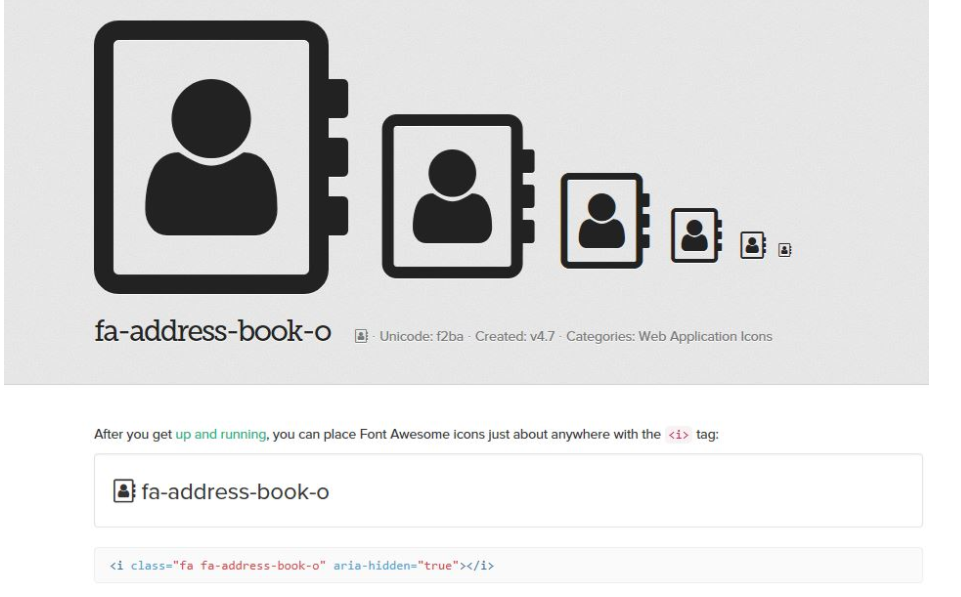 fa-address-book-o · Unicode: f2ba · Created: v4.7 · Categories: Web Application Icons
After you get up and running, you can place Font Awesome icons just about anywhere with the <i> tag:
fa-address-book-o
<i class="fa fa-address-book-o" aria-hidden="true"></i>